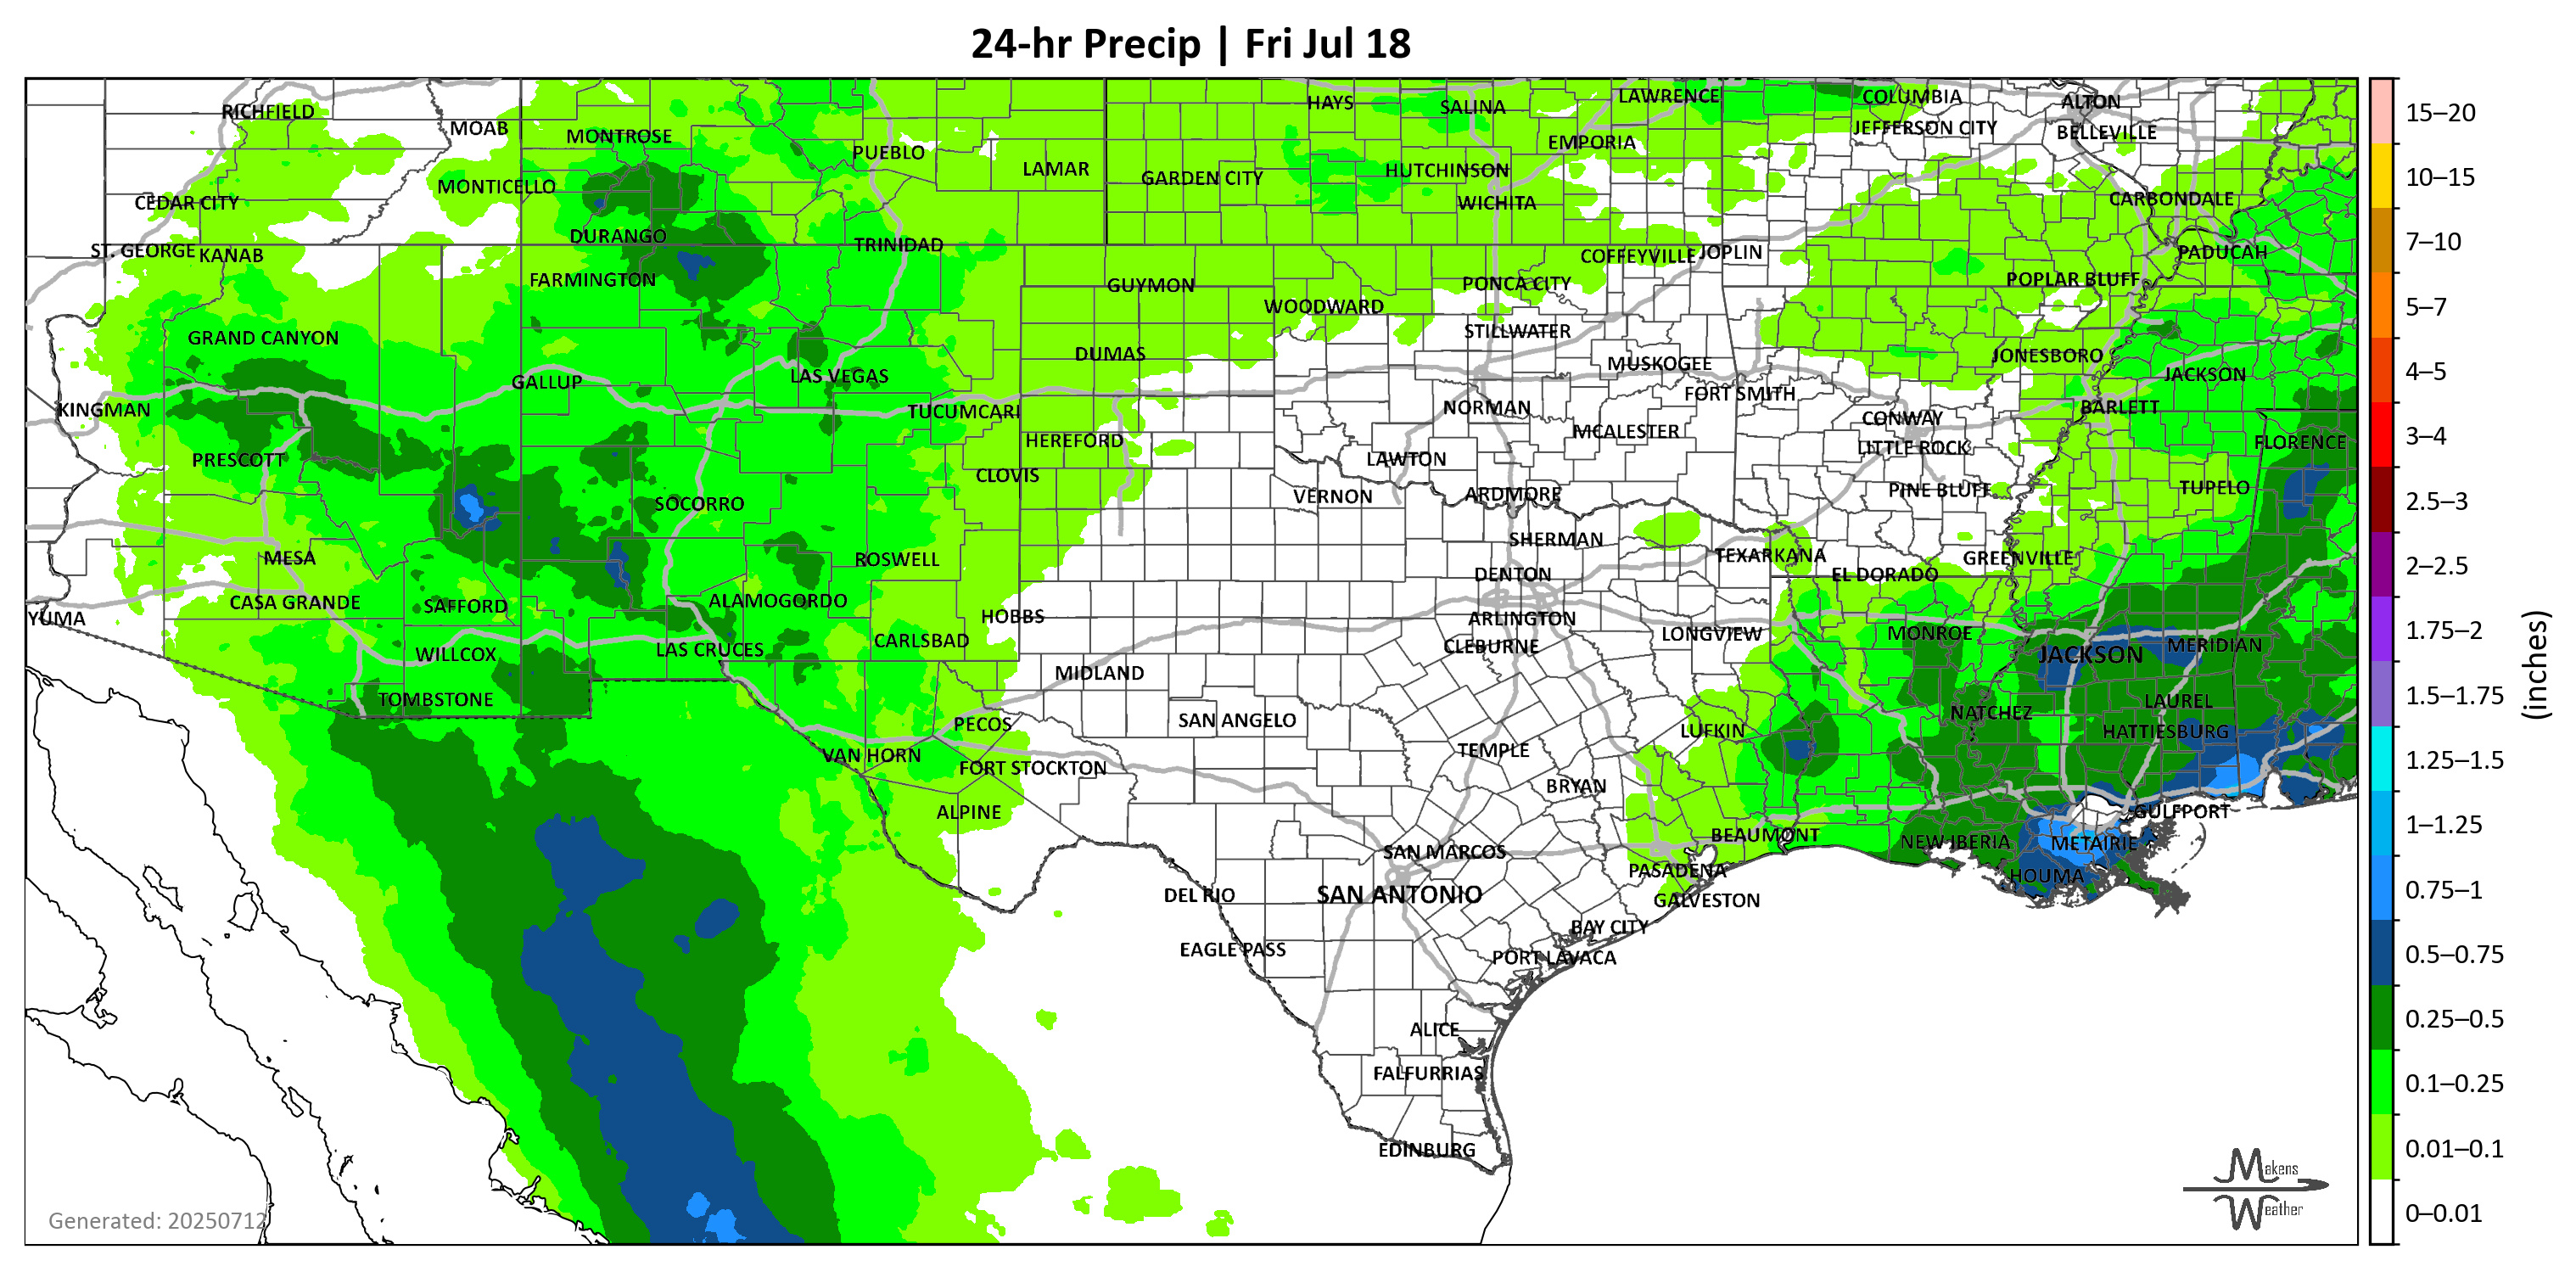 24-hr Precip | Fri Jul 18
RICHFIELD
MOAB
MONTROSE
PUEBLO
LAMAR
HAYS
SALINA
LAWRENCE
COLUMBIA
ALTON
JEFFERSON CITY
BELLEVILLE
EMPORIA
MONTICELLO
GARDEN CITY
HUTCHINSON
CEDAR CITY
WICHITA
CARBONDALE
DURANGO
TRINIDAD
ST. GEORGE
KANAB
COFFEYVILLE
JOPLIN
PADUCAH
FARMINGTON
GUYMON
PONCA CITY
POPLAR BLUFF
WOODWARD
GRAND CANYON
STILLWATER
DUMAS
JONESBORO
MUSKOGEE
GALLUP
LAS VEGAS
JACKSON
FORT SMITH
KINGMAN
TUCUMCARI
NORMAN
BARLETT
CONWAY
HEREFORD
MCALESTER
LITTLE ROCK
FLORENCE
PRESCOTT
CLOVIS
LAWTON
SOCORRO
VERNON
ARDMORE
PINE BLUFF
TUPELO
MESA
ROSWELL
SHERMAN
TEXARKANA
GREENVILLE
DENTON
EL DORADO
CASA GRANDE
SAFFORD
ALAMOGORDO
YUMA
HOBBS
ARLINGTON
CARLSBAD
LONGVIEW
MONROE
WILLCOX
LAS CRUCES
CLEBURNE
JACKSON
MERIDIAN
MIDLAND
TOMBSTONE
LAUREL
PECOS
SAN ANGELO
NATCHEZ
LUFKIN
HATTIESBURG
VAN HORN
FORT STOCKTON
TEMPLE
BRYAN
ALPINE
GULFPORT
BEAUMONT
NEW IBERIA
METAIRIE
SAN MARCOS
PASADENA
HOUMA
DEL RIO
SAN ANTONIO
GALVESTON
BAY CITY
EAGLE PASS
PORT LAVACA
ALICE
FALFURRIAS
EDINBURG
Generated: 20250712
Makens
Weather
15–20
10–15
7–10
5–7
4–5
3–4
2.5–3
2–2.5
1.75–2
1.5–1.75
1.25–1.5
1–1.25
0.75–1
0.5–0.75
0.25–0.5
0.1–0.25
0.01–0.1
0–0.01
(inches)